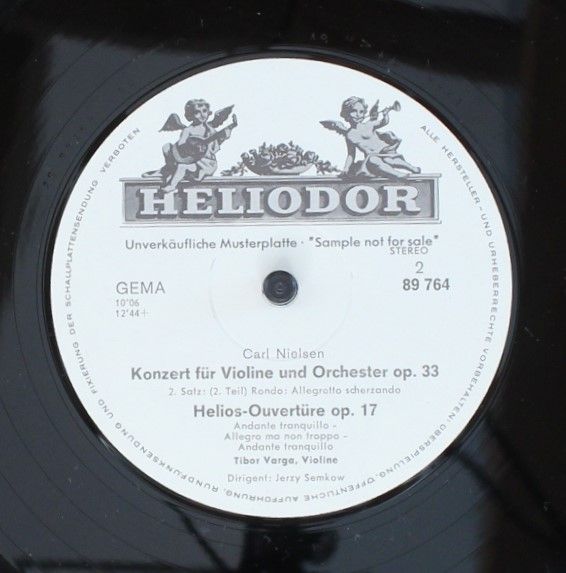 HELIODOR
Unverkäufliche Musterplatte · "Sample not for sale"
STEREO
2
GEMA
89 764
10'06
12'44+
Carl Nielsen
Konzert für Violine und Orchester op. 33
2. Satz: (2. Teil) Rondo: Allegretto scherzando
Helios-Ouvertüre op. 17
Andante tranquillo –
Allegro ma non troppo –
Andante tranquillo
Tibor Varga, Violine
Dirigent: Jerzy Semkow
ALLE HERSTELLER- UND URHEBERRECHTE VORBEHALTEN! ÜBERSPIELUNG, ÖFFENTLICHE AUFFÜHRUNG, RUNDFUNKSENDUNG UND FIXIERUNG DER SCHALLPLATTENSENDUNG VERBOTEN